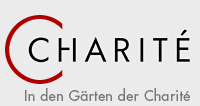 CHARITÉ
In den Gärten der Charité